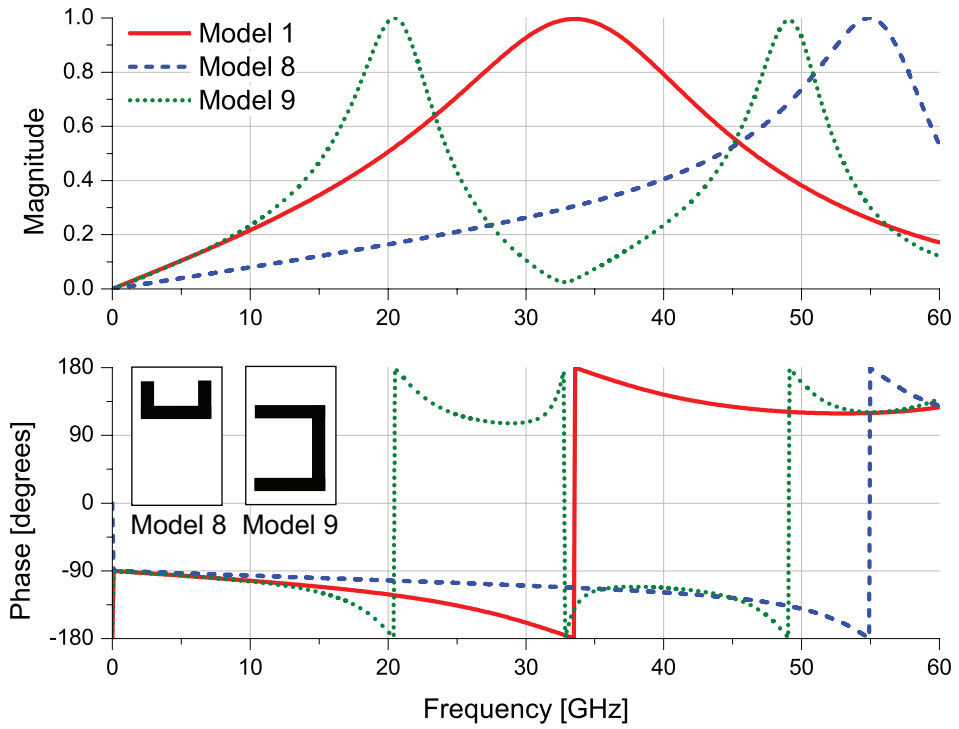 1.0
0.8
0.6
0.4
0.2
0.0
Magnitude
Model 1
Model 8
Model 9
0 10 20 30 40 50 60
180
90
0
-90
-180
Phase [degrees]
Model 8 Model 9
0 10 20 30 40 50 60
Frequency [GHz]